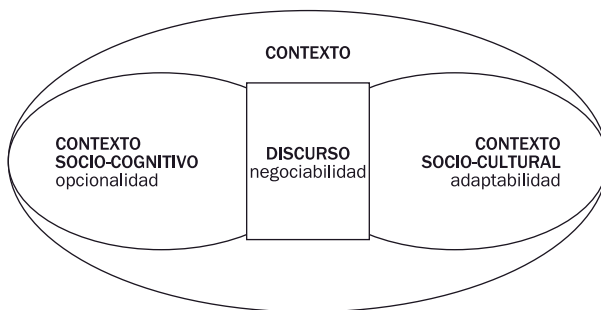 CONTEXTO
CONTEXTO
SOCIO-COGNITIVO
opcionalidad
DISCURSO
negociabilidad
CONTEXTO
SOCIO-CULTURAL
adaptabilidad